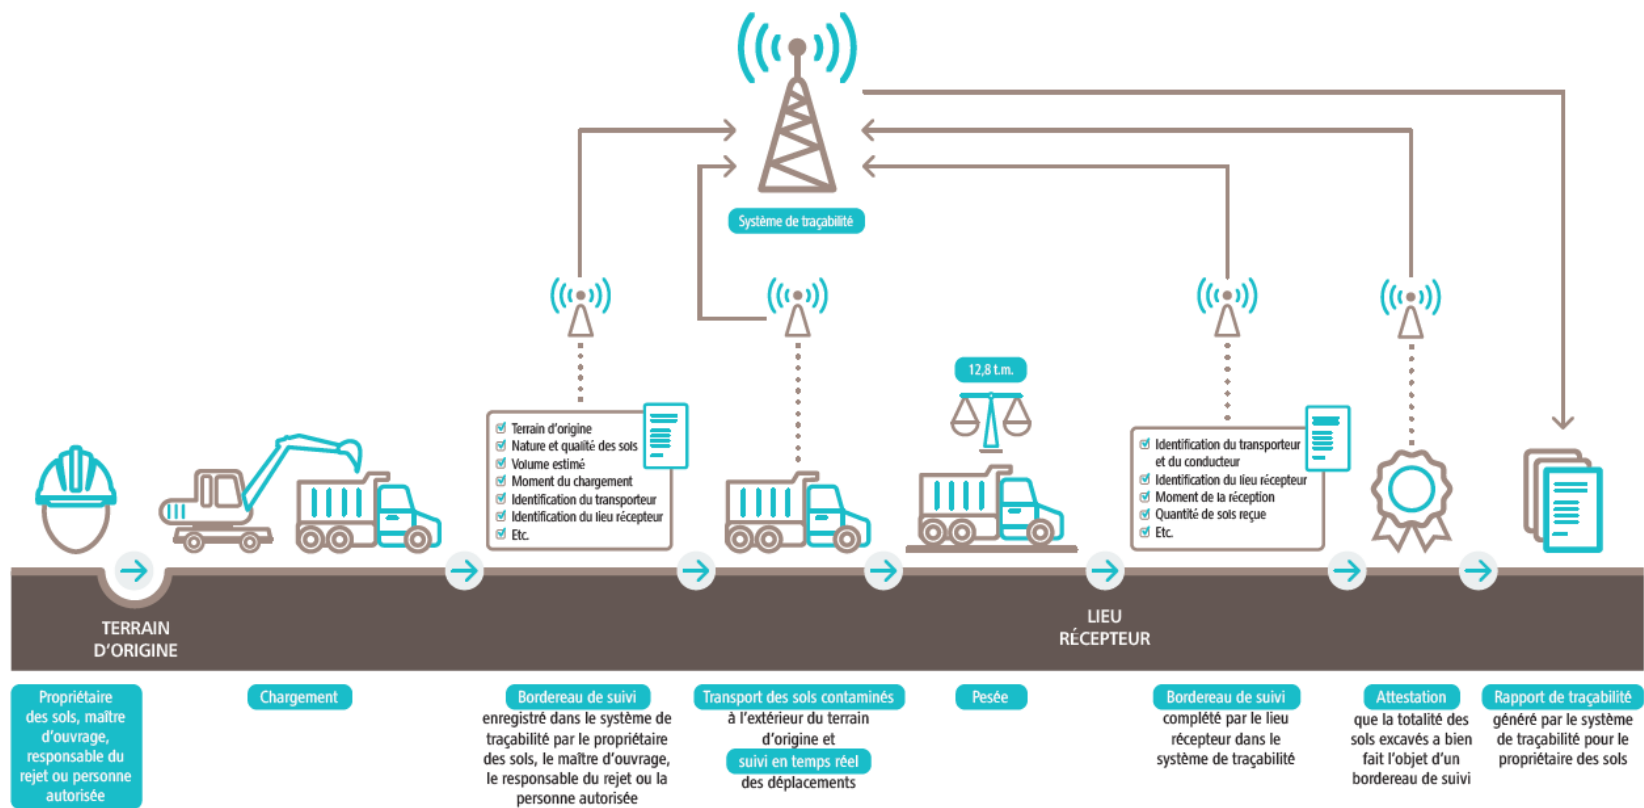 Système de traçabilité
12,8 t.m.
Terrain d'origine
Nature et qualité des sols
Volume estimé
Moment du chargement
Identification du transporteur
Identification du lieu récepteur
Etc.
Identification du transporteur
et du conducteur
Identification du lieu récepteur
Moment de la réception
Quantité de sols reçue
Etc.
TERRAIN
D'ORIGINE
LIEU
RÉCEPTEUR
Propriétaire
des sols, maître
d'ouvrage,
responsable du
rejet ou personne
autorisée
Chargement
Bordereau de suivi
enregistré dans le système de
traçabilité par le propriétaire
des sols, le maître d'ouvrage,
le responsable du rejet ou la
personne autorisée
Transport des sols contaminés
à l'extérieur du terrain
d'origine et
suivi en temps réel
des déplacements
Pesée
Bordereau de suivi
complété par le lieu
récepteur dans le
système de traçabilité
Attestation
que la totalité des
sols excavés a bien
fait l'objet d'un
bordereau de suivi
Rapport de traçabilité
généré par le système
de traçabilité pour le
propriétaire des sols